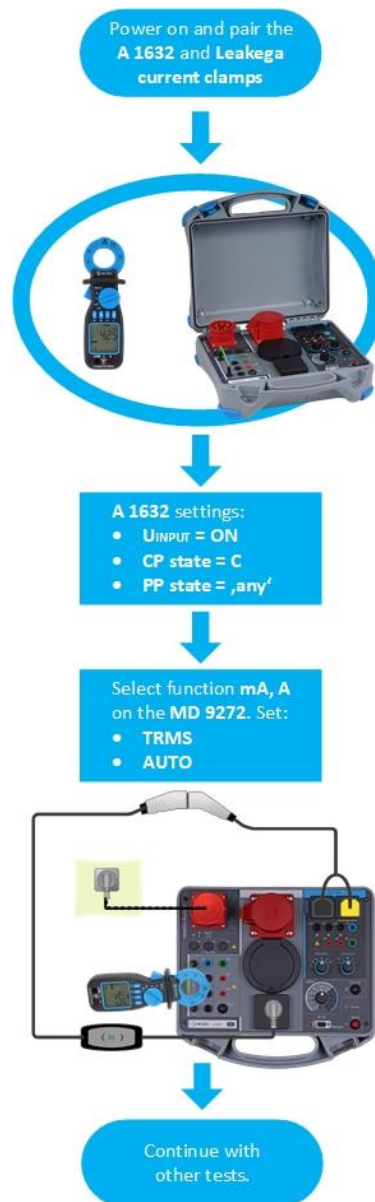 Power on and pair the
A 1632 and Leakega
current clamps
A 1632 settings:
• UINPUT = ON
• CP state = C
• PP state = ‚any‘
Select function mA, A
on the MD 9272. Set:
• TRMS
• AUTO
Continue with
other tests.